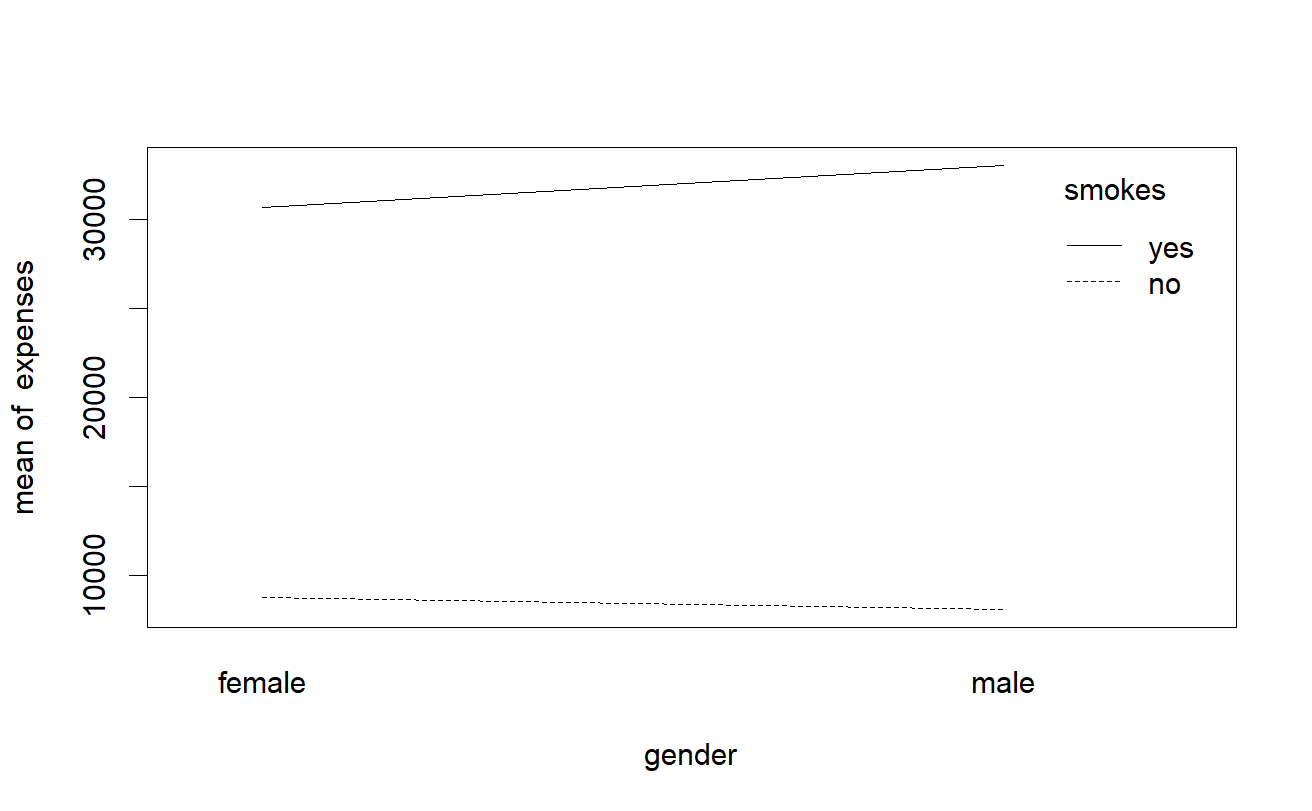 mean of  expenses
30000
20000
10000
smokes
yes
no
female
male
gender